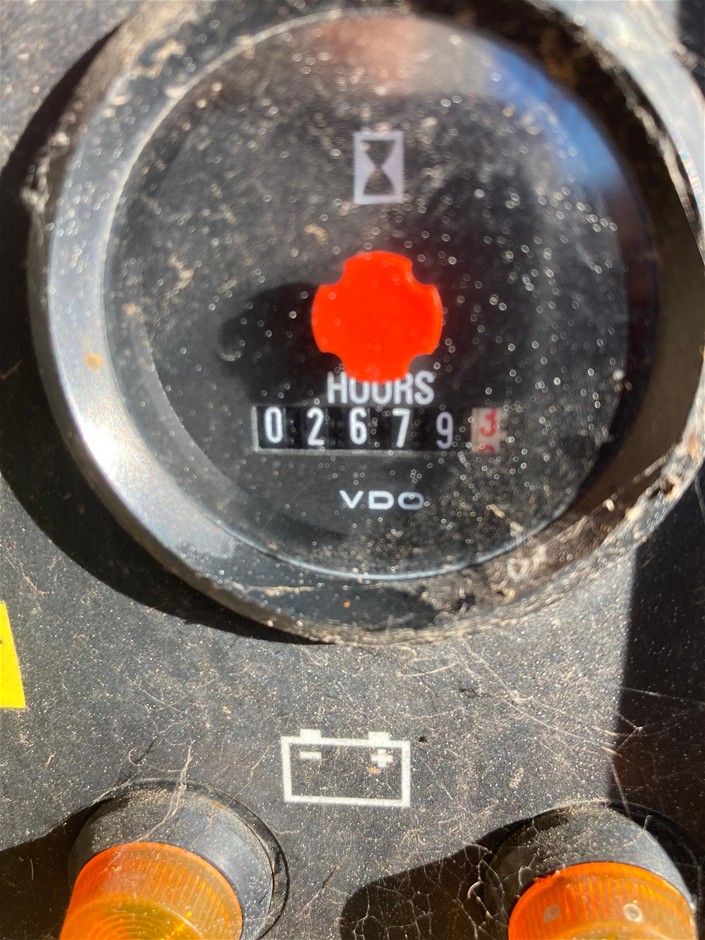 HOURS
026793
VDO
- +